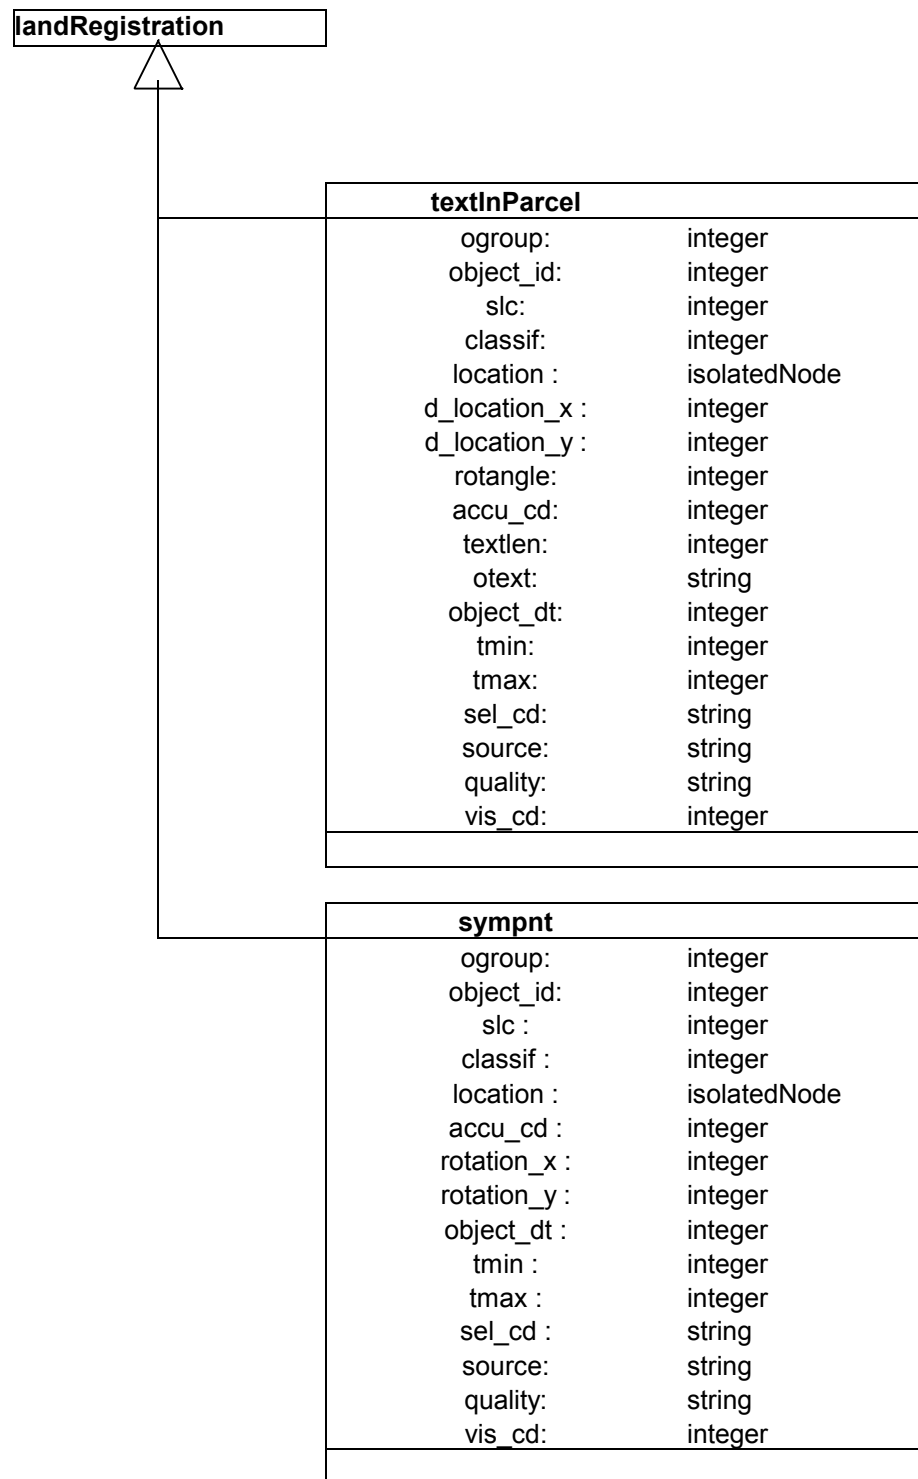 landRegistration
textInParcel
ogroup: integer
object_id: integer
slc: integer
classif: integer
location : isolatedNode
d_location_x : integer
d_location_y : integer
rotangle: integer
accu_cd: integer
textlen: integer
otext: string
object_dt: integer
tmin: integer
tmax: integer
sel_cd: string
source: string
quality: string
vis_cd: integer
sympnt
ogroup: integer
object_id: integer
slc : integer
classif : integer
location : isolatedNode
accu_cd : integer
rotation_x : integer
rotation_y : integer
object_dt : integer
tmin : integer
tmax : integer
sel_cd : string
source: string
quality: string
vis_cd: integer